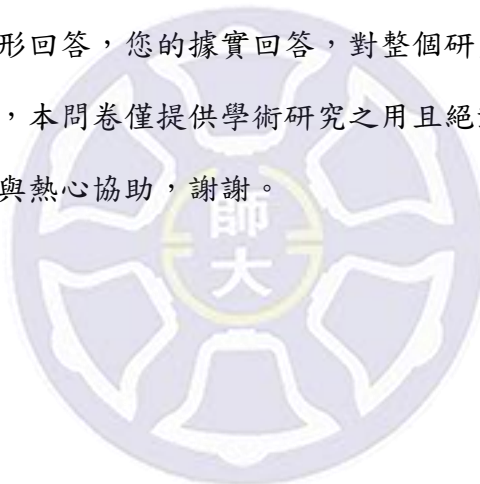 形回答，您的據實回答，對整個研
，本問卷僅提供學術研究之用且絕
與熱心協助，謝謝。
師
大